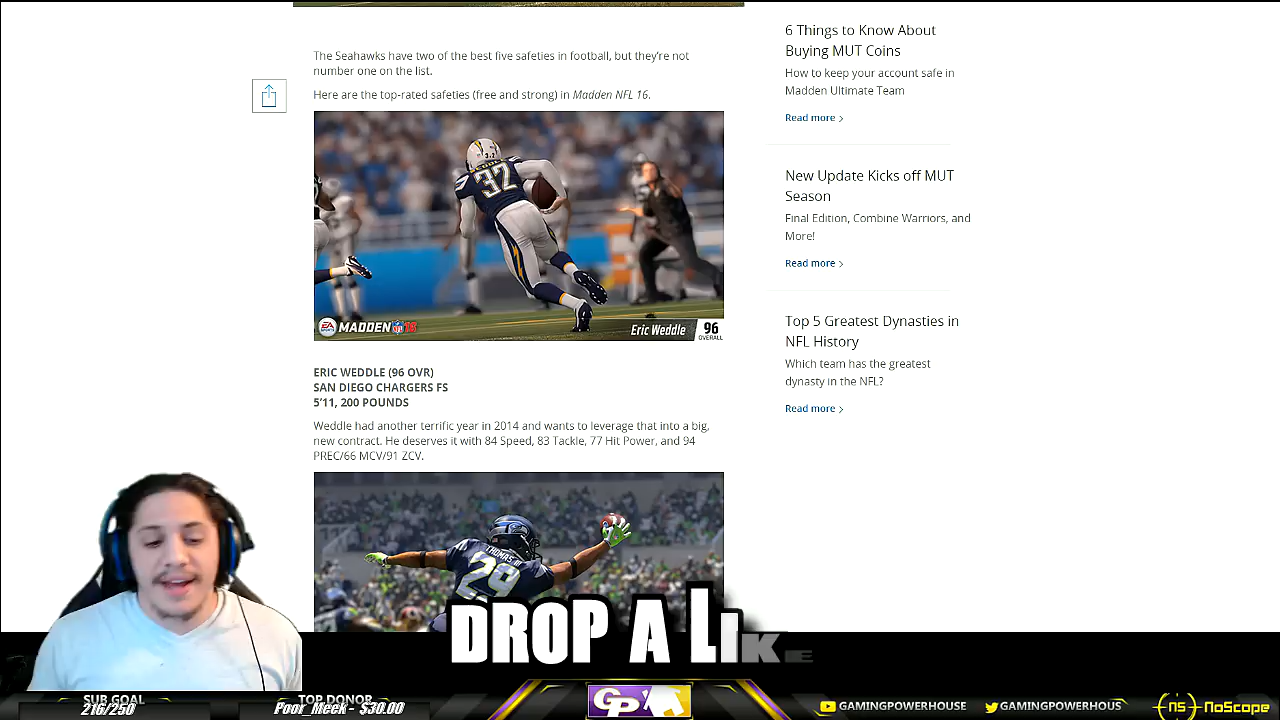 The Seahawks have two of the best five safeties in football, but they're not
number one on the list.
Here are the top-rated safeties (free and strong) in Madden NFL 16.
32
EA SPORTS MADDEN NFL 16
Eric Weddle
96
OVERALL
ERIC WEDDLE (96 OVR)
SAN DIEGO CHARGERS FS
5'11, 200 POUNDS
Weddle had another terrific year in 2014 and wants to leverage that into a big,
new contract. He deserves it with 84 Speed, 83 Tackle, 77 Hit Power, and 94
PREC/66 MCV/91 ZCV.
THOMAS III
29
6 Things to Know About
Buying MUT Coins
How to keep your account safe in
Madden Ultimate Team
Read more >
New Update Kicks off MUT
Season
Final Edition, Combine Warriors, and
More!
Read more >
Top 5 Greatest Dynasties in
NFL History
Which team has the greatest
dynasty in the NFL?
Read more >
DROP A LIKE
SUB GOAL
216/250
TOP DONOR
Poor_Meek - $30.00
GP
GAMINGPOWERHOUSE
GAMINGPOWERHOUS
NS NoScope